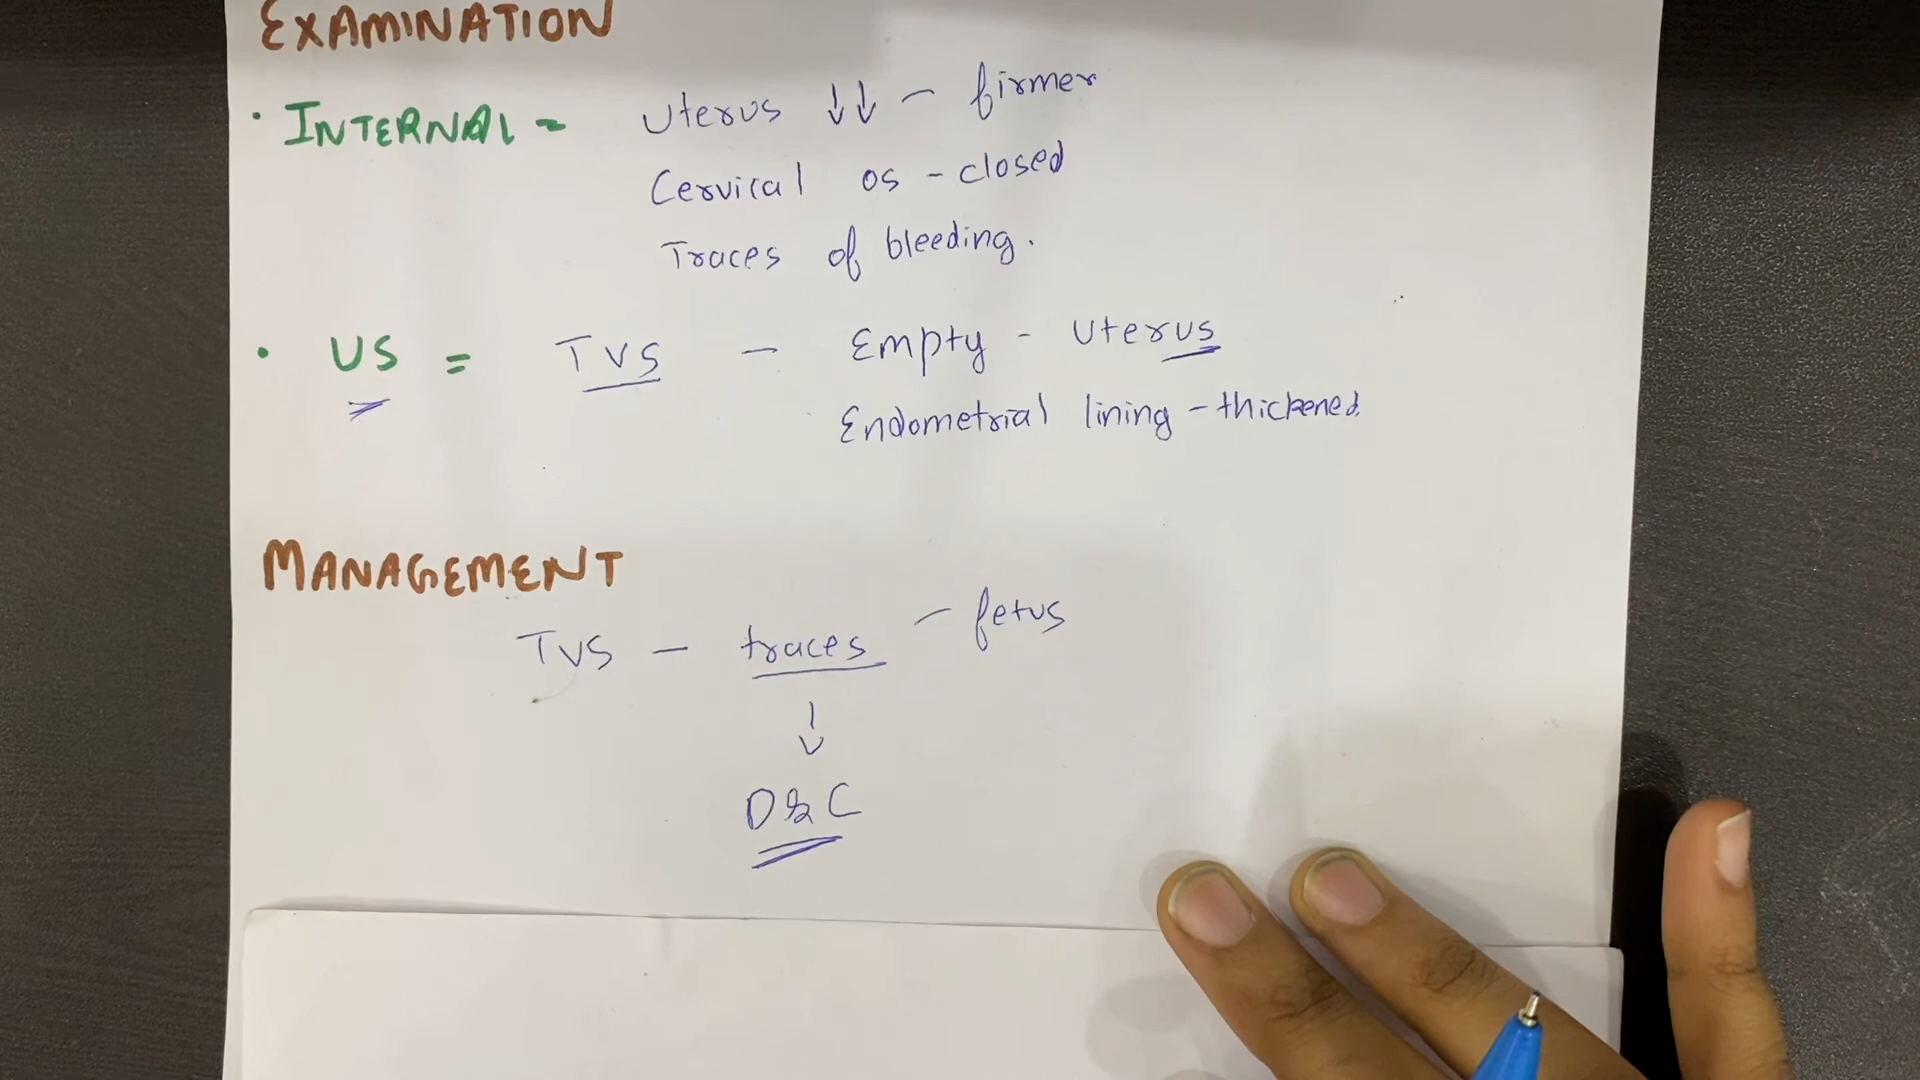 EXAMINATION
• INTERNAL = Uterus ↓↓ – firmer
Cervical os – closed
Traces of bleeding.
• US = TVS – Empty – Uterus
Endometrial lining – thickened.
MANAGEMENT
TVS – traces – fetus
↓
D&C